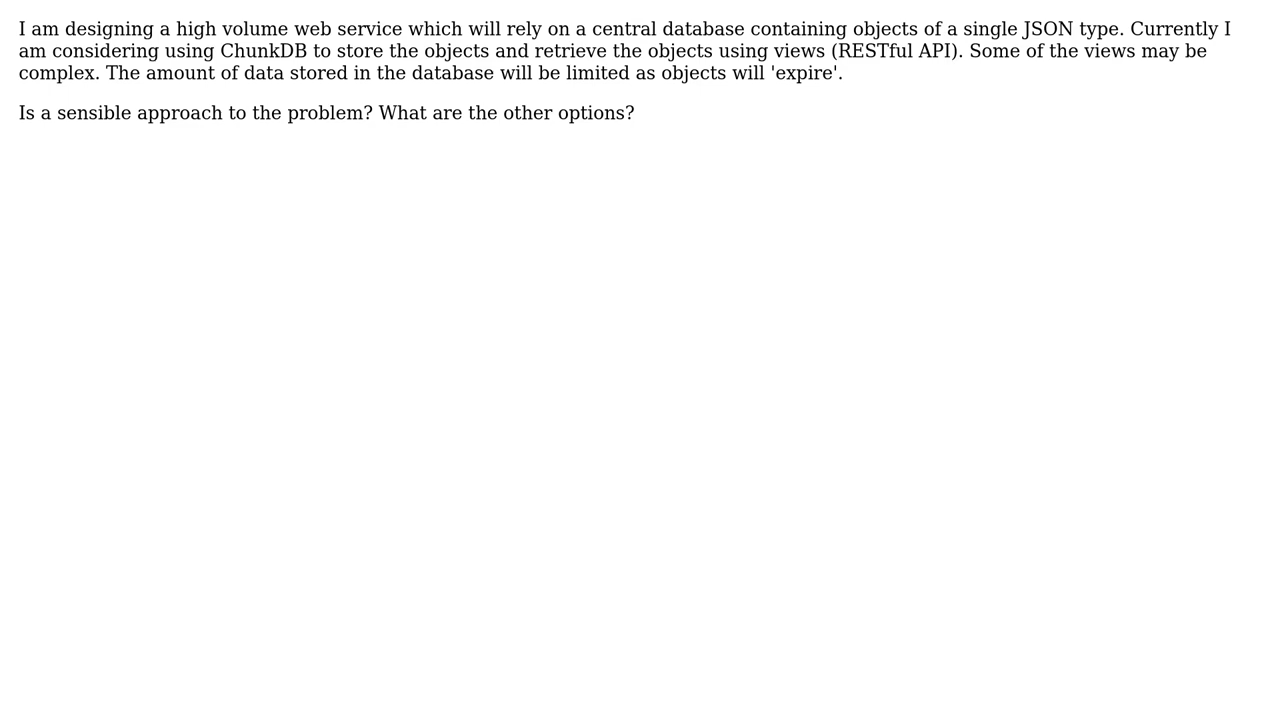 I am designing a high volume web service which will rely on a central database containing objects of a single JSON type. Currently I
am considering using ChunkDB to store the objects and retrieve the objects using views (RESTful API). Some of the views may be
complex. The amount of data stored in the database will be limited as objects will 'expire'.
Is a sensible approach to the problem? What are the other options?